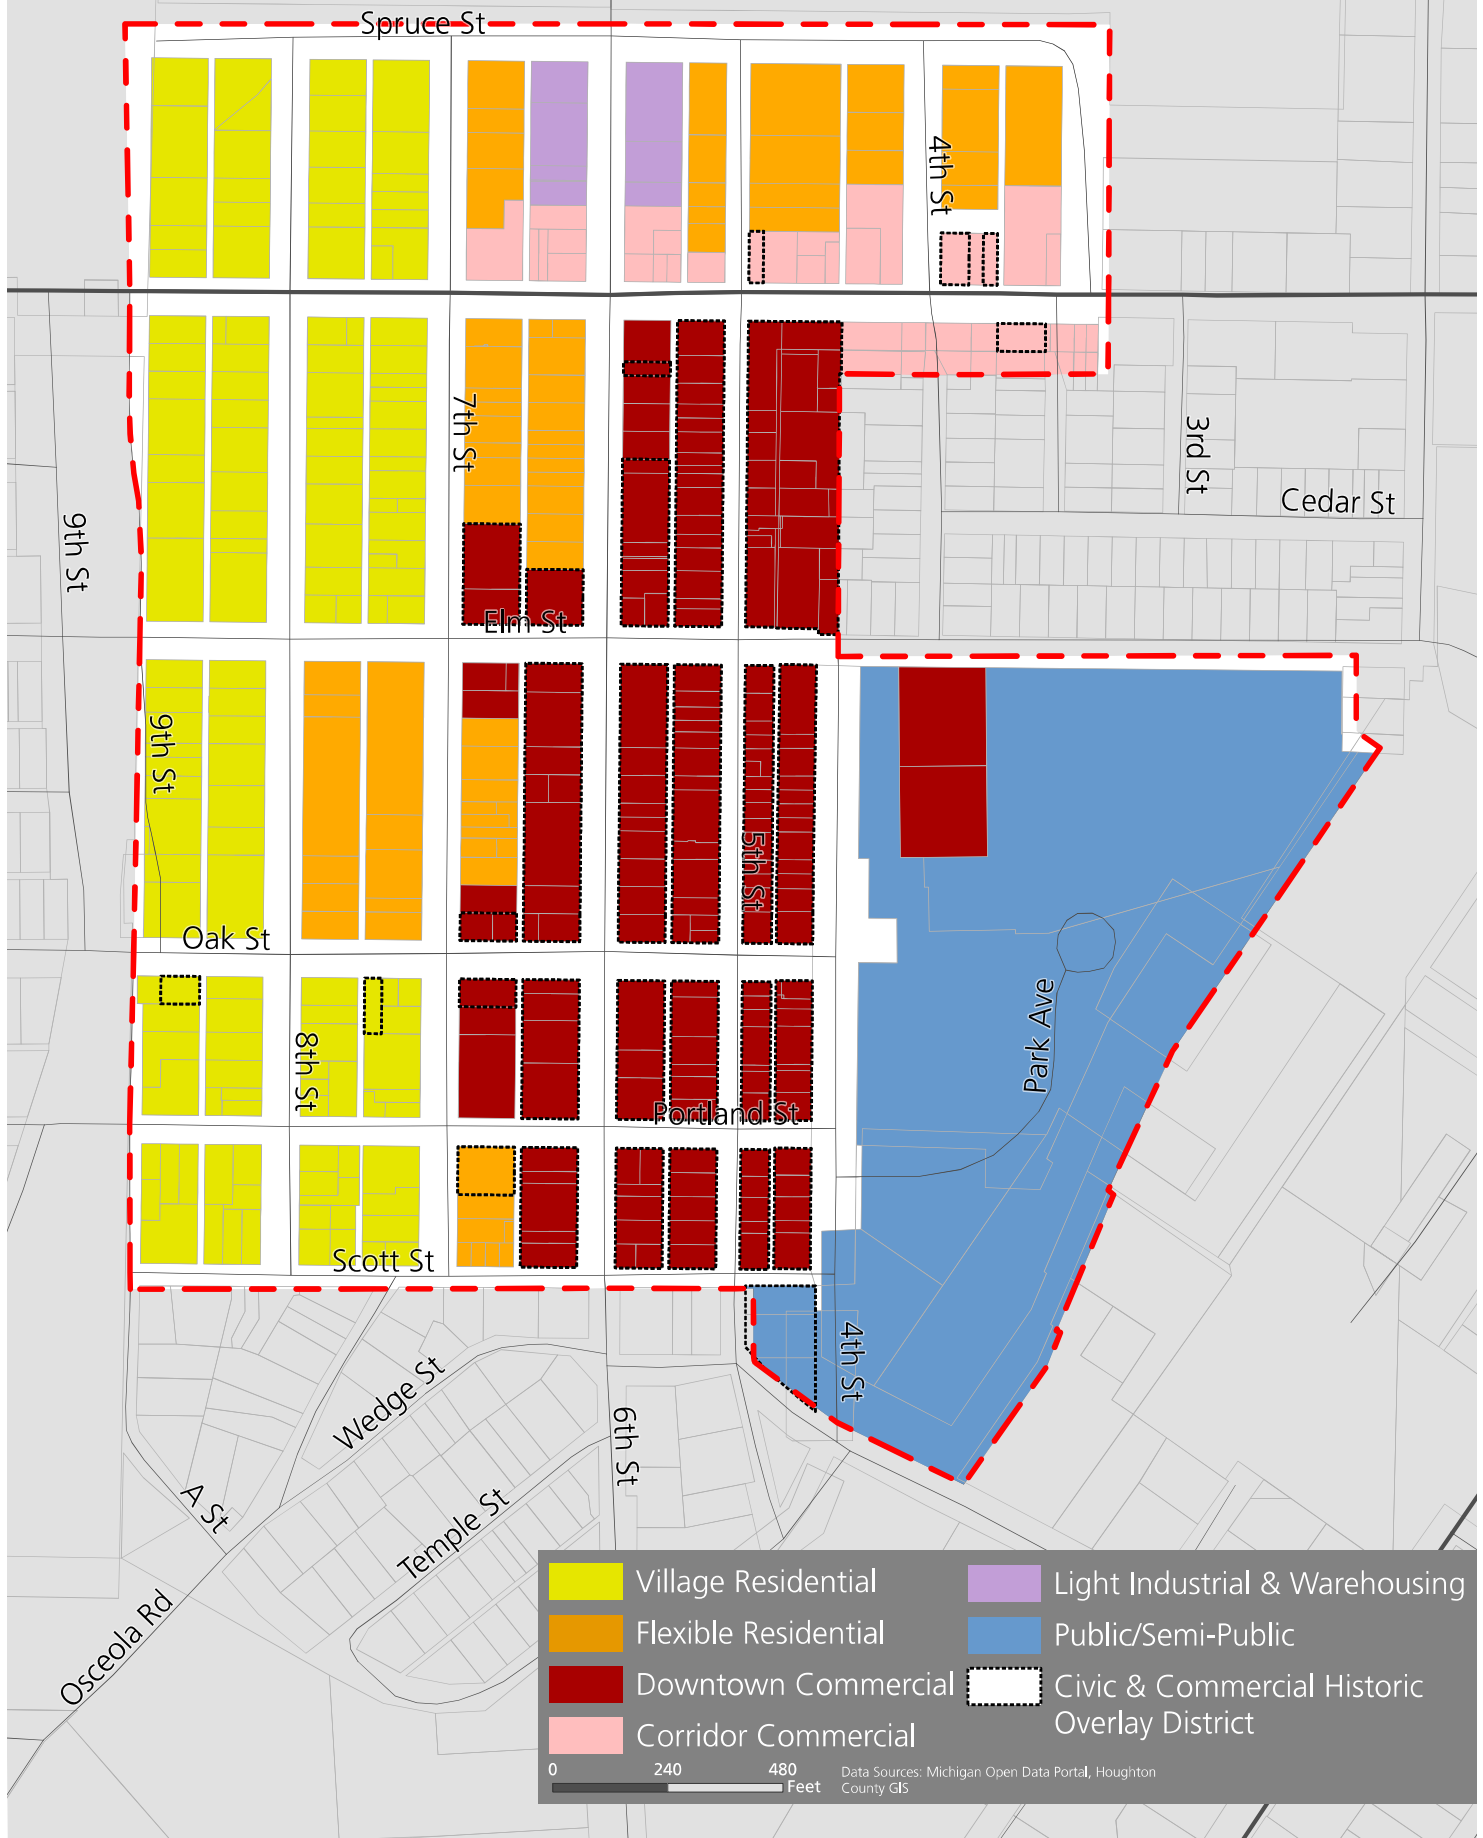 Spruce St
4th St
7th St
3rd St
Cedar St
9th St
Elm St
9th St
5th St
Oak St
Park Ave
8th St
Portland St
Scott St
4th St
Wedge St
6th St
A St
Temple St
Osceola Rd
Village Residential
Flexible Residential
Downtown Commercial
Corridor Commercial
Light Industrial & Warehousing
Public/Semi-Public
Civic & Commercial Historic
Overlay District
0 240 480
Feet
Data Sources: Michigan Open Data Portal, Houghton
County GIS